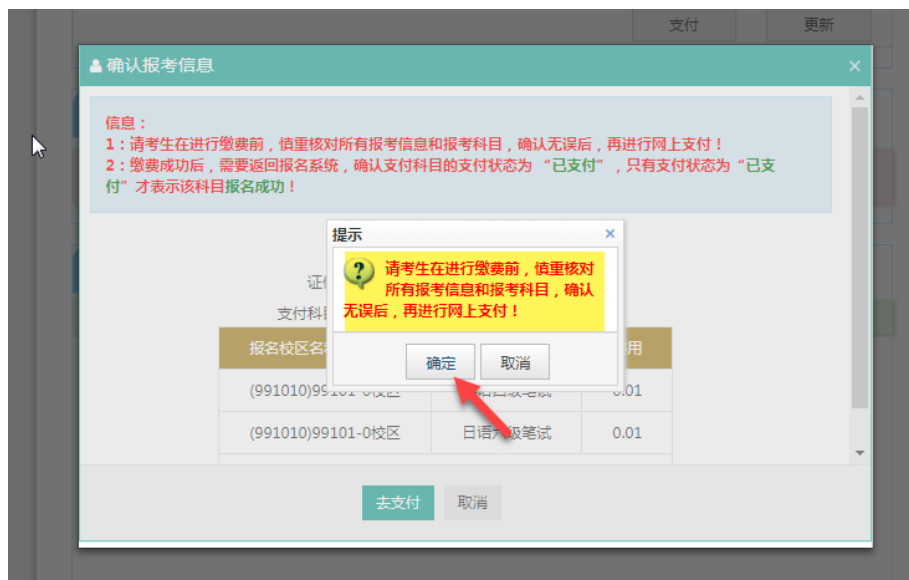 支付 更新
确认报考信息 ×
信息：
1：请考生在进行缴费前，慎重核对所有报考信息和报考科目，确认无误后，再进行网上支付！
2：缴费成功后，需要返回报名系统，确认支付科目的支付状态为 “已支付”，只有支付状态为“已支
付”才表示该科目报名成功！
提示 ×
请考生在进行缴费前，慎重核对
所有报考信息和报考科目，确认
无误后，再进行网上支付！
支付科
报名校区名 用
确定 取消
(991010)99101-0校区 0.01
(991010)99101-0校区 日语六级笔试 0.01
去支付 取消